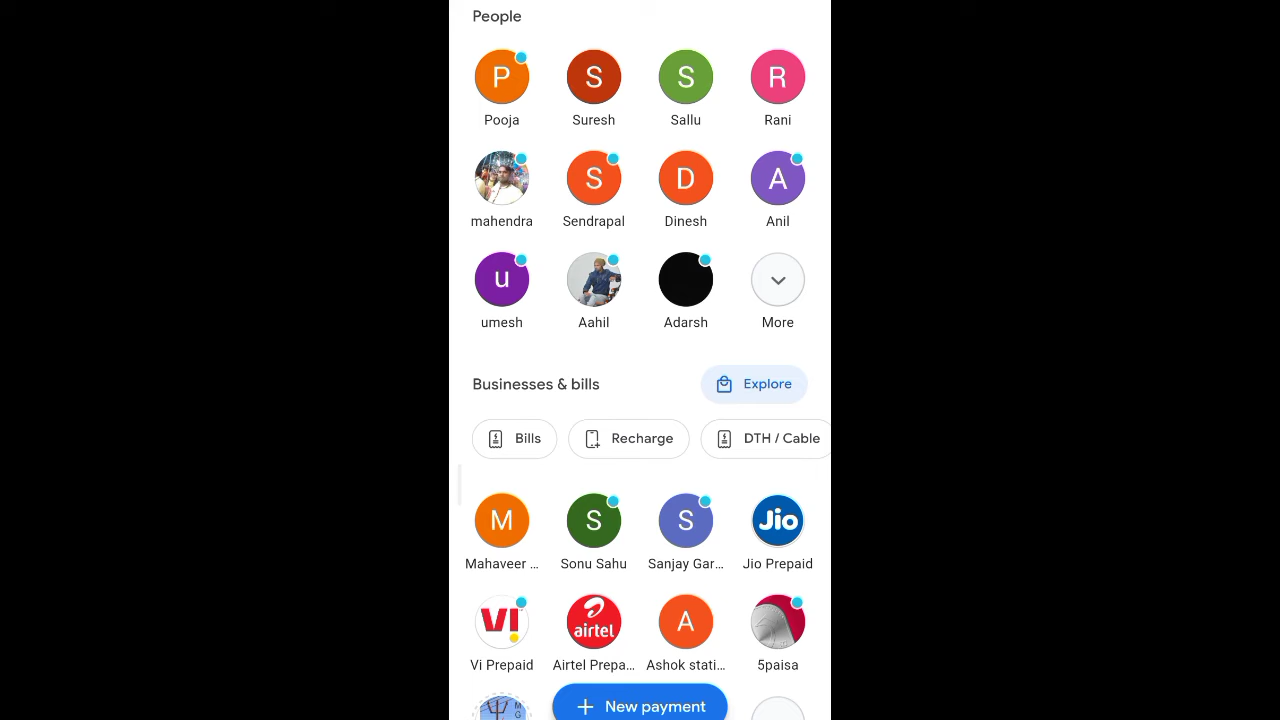 People
P S S R
Pooja Suresh Sallu Rani
S D A
mahendra Sendrapal Dinesh Anil
u
umesh Aahil Adarsh More
Businesses & bills Explore
Bills Recharge DTH / Cable
M S S Jio
Mahaveer ... Sonu Sahu Sanjay Gar... Jio Prepaid
VI airtel A
Vi Prepaid Airtel Prepa... Ashok stati... 5paisa
M
G
+ New payment